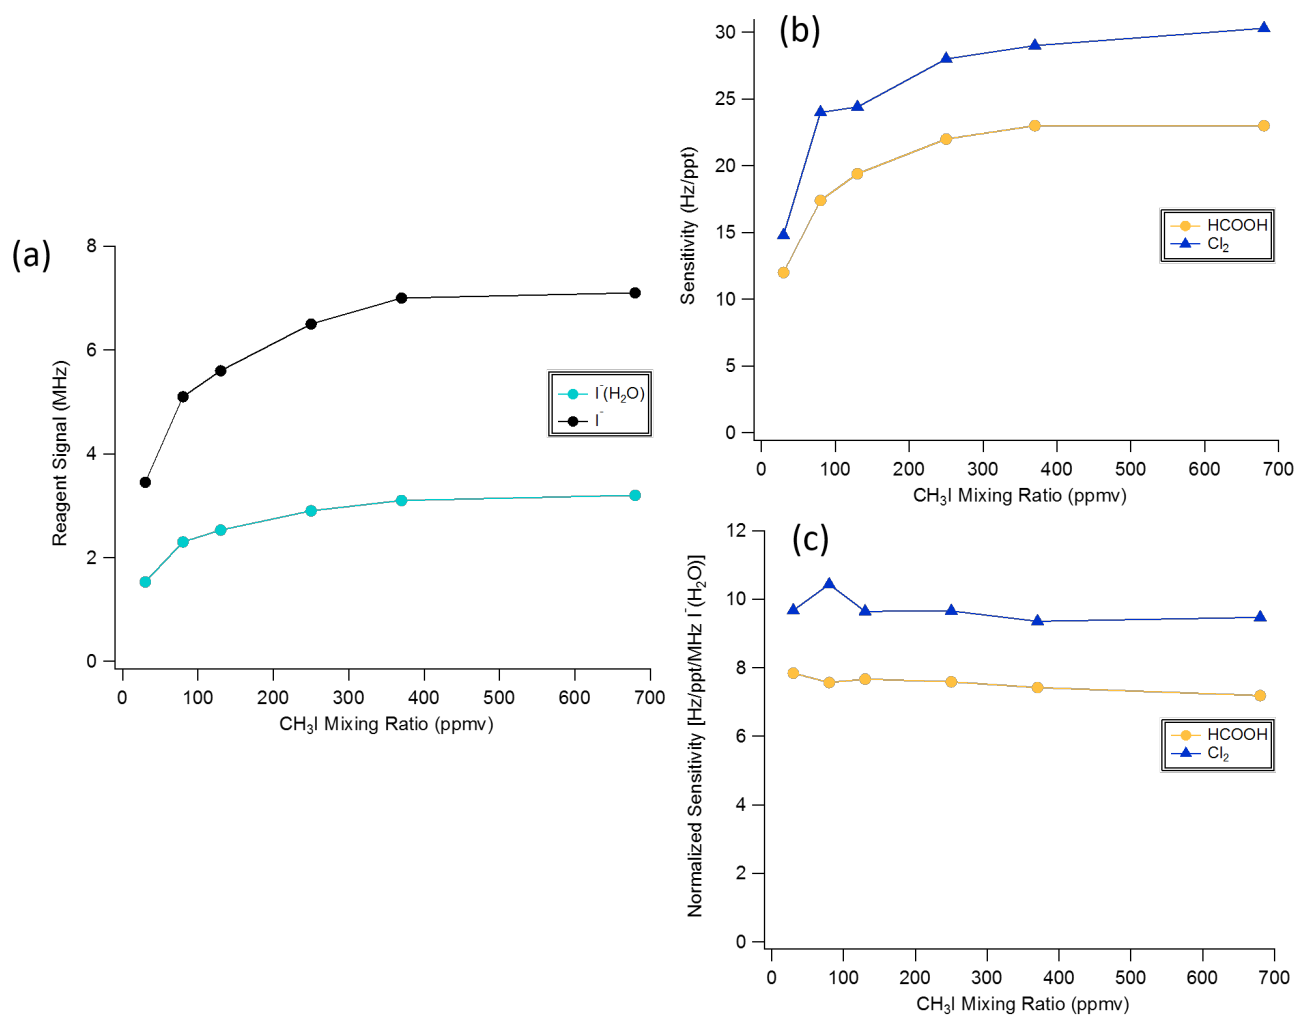 (a)
8
6
4
2
0
Reagent Signal (MHz)
I⁻(H₂O)
I⁻
0 100 200 300 400 500 600 700
CH₃I Mixing Ratio (ppmv)
(b)
30
25
20
15
10
5
0
Sensitivity (Hz/ppt)
HCOOH
Cl₂
0 100 200 300 400 500 600 700
CH₃I Mixing Ratio (ppmv)
(c)
12
10
8
6
4
2
0
Normalized Sensitivity [Hz/ppt/MHz I⁻(H₂O)]
HCOOH
Cl₂
0 100 200 300 400 500 600 700
CH₃I Mixing Ratio (ppmv)